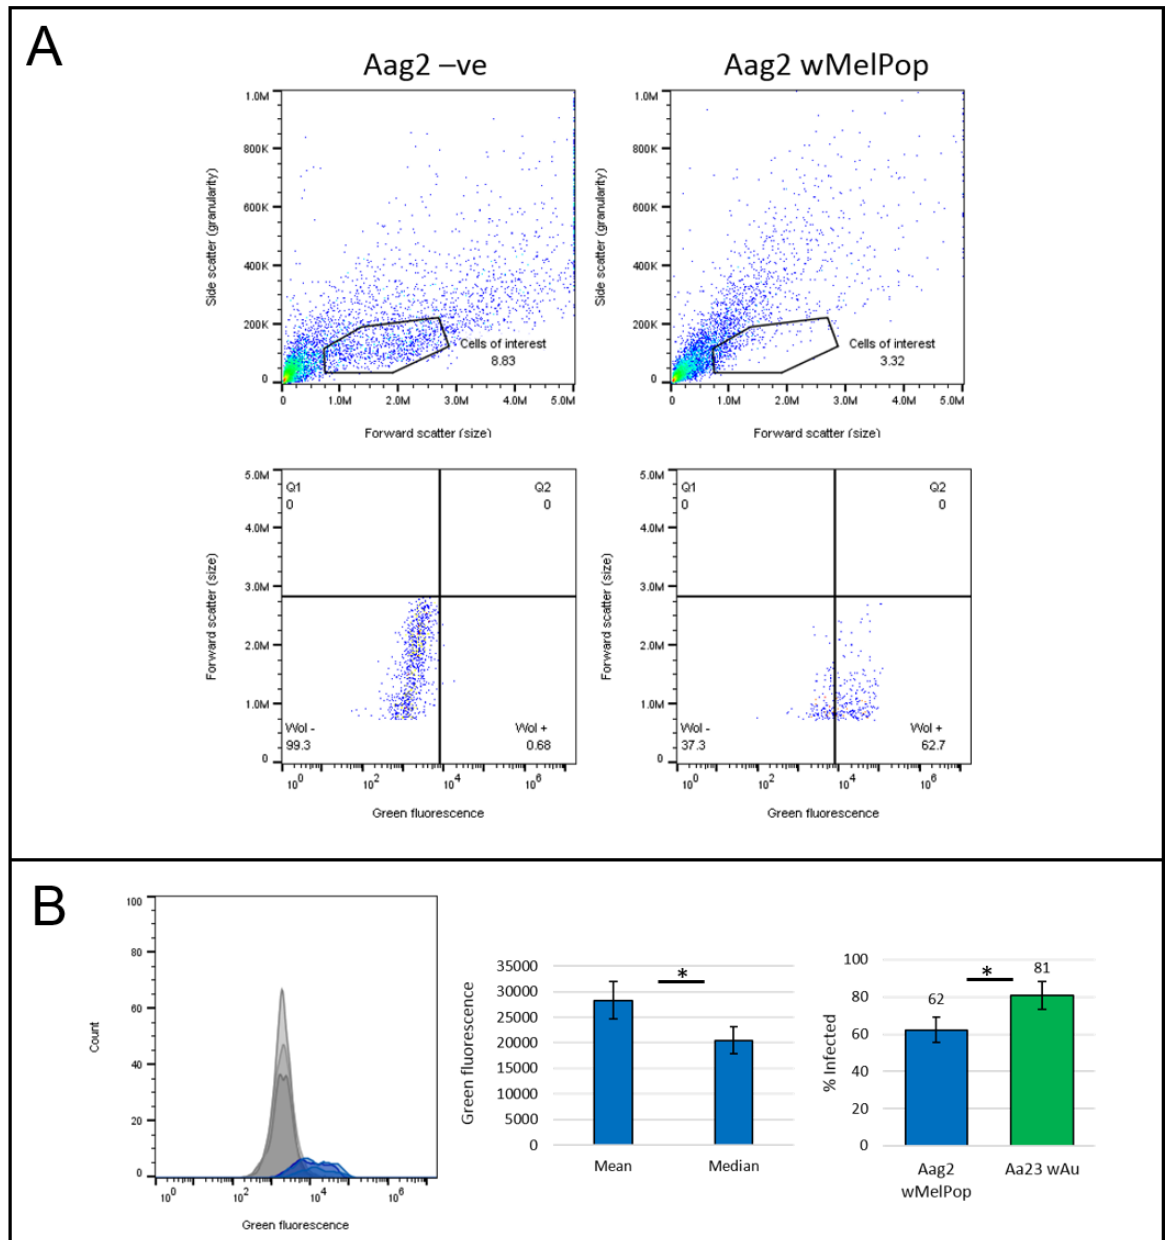 A
Aag2 –ve
Aag2 wMelPop
Side scatter (granularity)
1.0M
800K
600K
400K
200K
0
Cells of interest
8.83
0 1.0M 2.0M 3.0M 4.0M 5.0M
Forward scatter (size)
Side scatter (granularity)
1.0M
800K
600K
400K
200K
0
Cells of interest
3.32
0 1.0M 2.0M 3.0M 4.0M 5.0M
Forward scatter (size)
Forward scatter (size)
5.0M
4.0M
3.0M
2.0M
1.0M
0
Q1
0
Q2
0
Wol -
99.3
Wol +
0.68
10^0 10^2 10^4 10^6
Green fluorescence
Forward scatter (size)
5.0M
4.0M
3.0M
2.0M
1.0M
0
Q1
0
Q2
0
Wol -
37.3
Wol +
62.7
10^0 10^2 10^4 10^6
Green fluorescence
B
Count
100
80
60
40
20
0
10^0 10^2 10^4 10^6
Green fluorescence
Green fluorescence
35000
30000
25000
20000
15000
10000
5000
0
*
Mean Median
% Infected
100
80
60
40
20
0
62
*
81
Aag2
wMelPop
Aa23 wAu